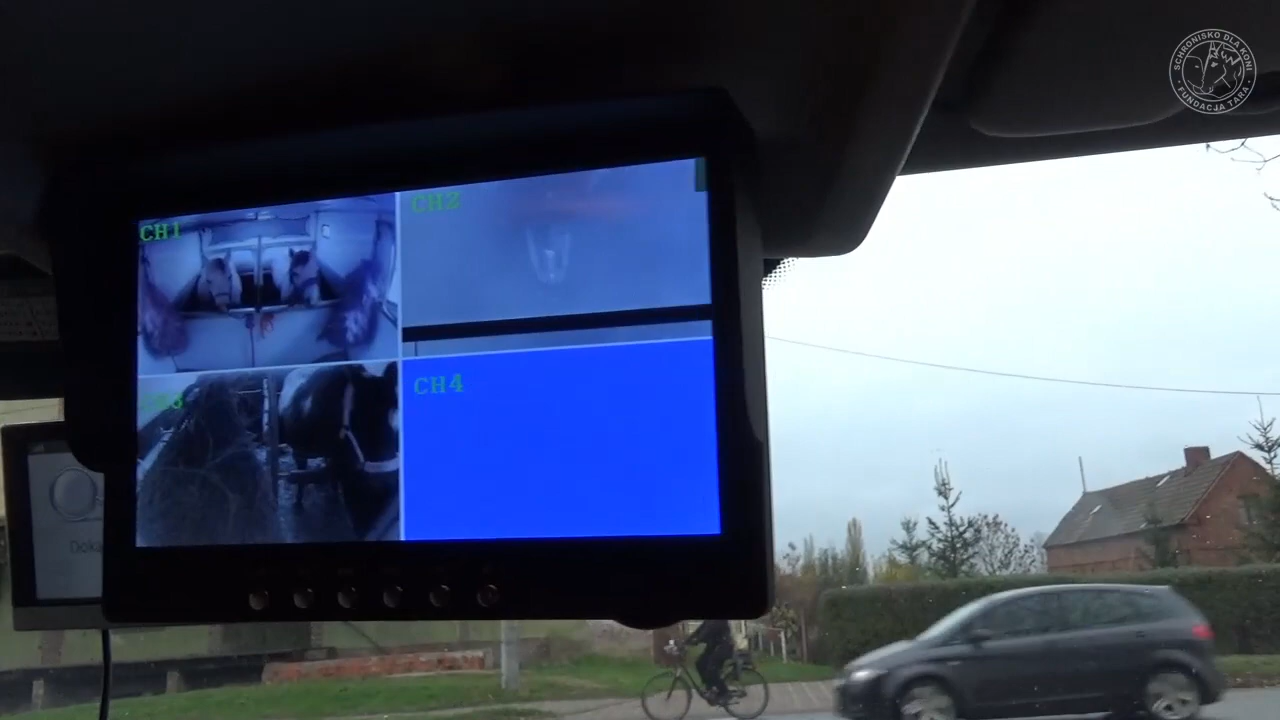 SCHRONISKO DLA KONI
FUNDACJA TARA
CH1
CH2
CH4